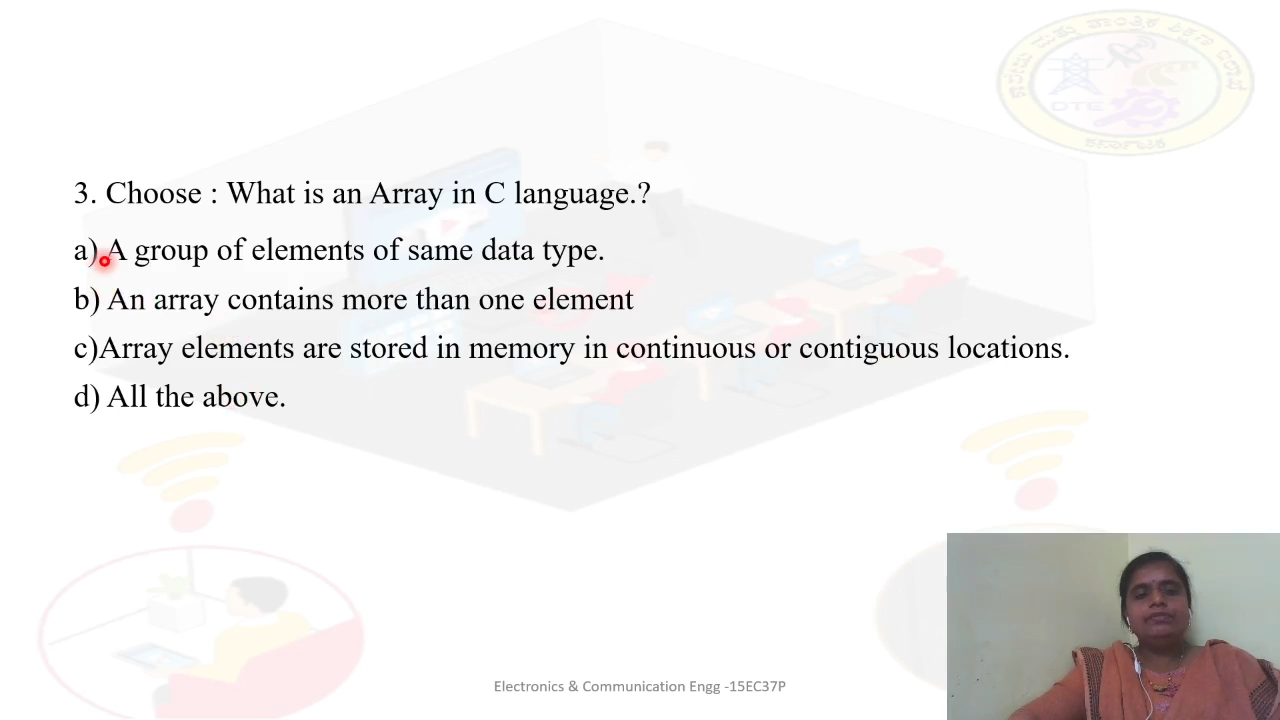 3. Choose : What is an Array in C language.?
a) A group of elements of same data type.
b) An array contains more than one element
c)Array elements are stored in memory in continuous or contiguous locations.
d) All the above.
DTE
Electronics & Communication Engg -15EC37P